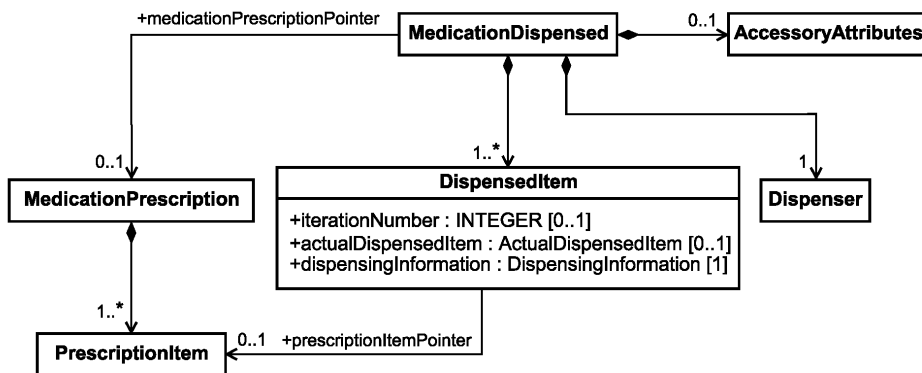 +medicationPrescriptionPointer
MedicationDispensed
0..1
AccessoryAttributes
0..1
1..*
1
MedicationPrescription
DispensedItem
Dispenser
+iterationNumber : INTEGER [0..1]
+actualDispensedItem : ActualDispensedItem [0..1]
+dispensingInformation : DispensingInformation [1]
1..*
0..1
+prescriptionItemPointer
PrescriptionItem